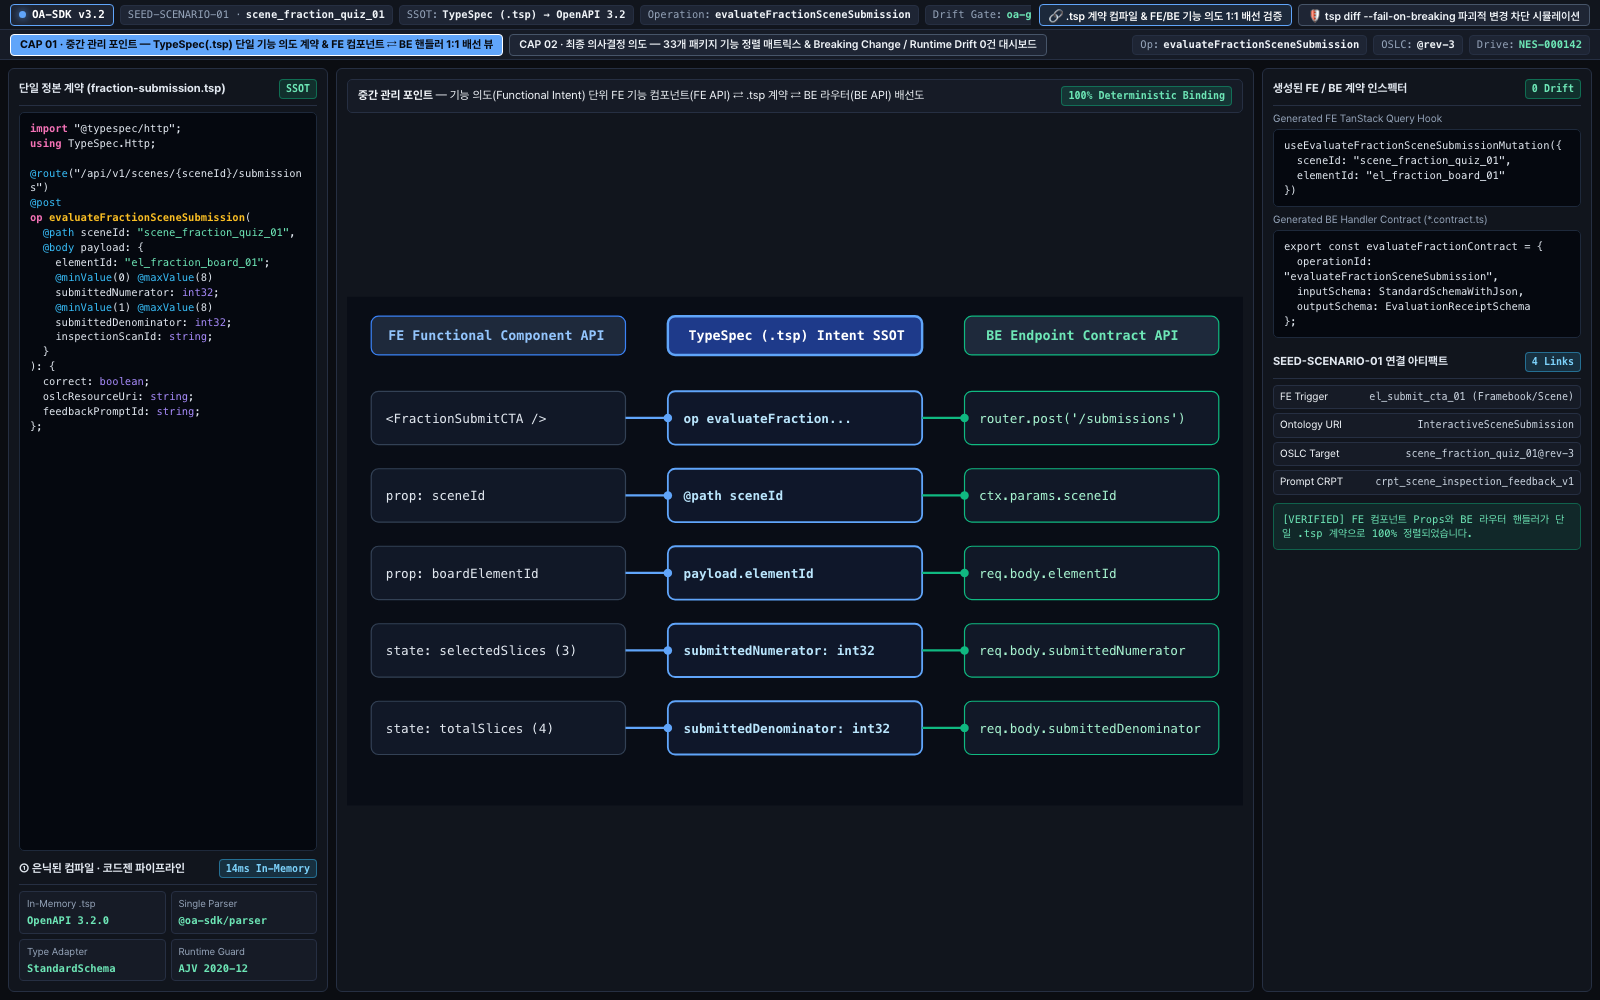 OA-SDK v3.2
SEED-SCENARIO-01 · scene_fraction_quiz_01
SSOT: TypeSpec (.tsp) → OpenAPI 3.2
Operation: evaluateFractionSceneSubmission
Drift Gate: oa-g
🔗 .tsp 계약 컴파일 & FE/BE 기능 의도 1:1 배선 검증
🛡️ tsp diff --fail-on-breaking 파괴적 변경 차단 시뮬레이션
CAP 01 · 중간 관리 포인트 — TypeSpec(.tsp) 단일 기능 의도 계약 & FE 컴포넌트 ⇄ BE 핸들러 1:1 배선 뷰
CAP 02 · 최종 의사결정 의도 — 33개 패키지 기능 정렬 매트릭스 & Breaking Change / Runtime Drift 0건 대시보드
Op: evaluateFractionSceneSubmission
OSLC: @rev-3
Drive: NES-000142
단일 정본 계약 (fraction-submission.tsp)
SSOT
import "@typespec/http";
using TypeSpec.Http;
@route("/api/v1/scenes/{sceneId}/submission
s")
@post
op evaluateFractionSceneSubmission(
@path sceneId: "scene_fraction_quiz_01",
@body payload: {
elementId: "el_fraction_board_01";
@minValue(0) @maxValue(8)
submittedNumerator: int32;
@minValue(1) @maxValue(8)
submittedDenominator: int32;
inspectionScanId: string;
}
): {
correct: boolean;
oslcResourceUri: string;
feedbackPromptId: string;
};
① 은닉된 컴파일 · 코드젠 파이프라인
14ms In-Memory
In-Memory .tsp
OpenAPI 3.2.0
Single Parser
@oa-sdk/parser
Type Adapter
StandardSchema
Runtime Guard
AJV 2020-12
중간 관리 포인트 — 기능 의도(Functional Intent) 단위 FE 기능 컴포넌트(FE API) ⇄ .tsp 계약 ⇄ BE 라우터(BE API) 배선도
100% Deterministic Binding
FE Functional Component API
TypeSpec (.tsp) Intent SSOT
BE Endpoint Contract API
<FractionSubmitCTA />
op evaluateFraction...
router.post('/submissions')
prop: sceneId
@path sceneId
ctx.params.sceneId
prop: boardElementId
payload.elementId
req.body.elementId
state: selectedSlices (3)
submittedNumerator: int32
req.body.submittedNumerator
state: totalSlices (4)
submittedDenominator: int32
req.body.submittedDenominator
생성된 FE / BE 계약 인스펙터
0 Drift
Generated FE TanStack Query Hook
useEvaluateFractionSceneSubmissionMutation({
sceneId: "scene_fraction_quiz_01",
elementId: "el_fraction_board_01"
})
Generated BE Handler Contract (*.contract.ts)
export const evaluateFractionContract = {
operationId:
"evaluateFractionSceneSubmission",
inputSchema: StandardSchemaWithJson,
outputSchema: EvaluationReceiptSchema
};
SEED-SCENARIO-01 연결 아티팩트
4 Links
FE Trigger
el_submit_cta_01 (Framebook/Scene)
Ontology URI
InteractiveSceneSubmission
OSLC Target
scene_fraction_quiz_01@rev-3
Prompt CRPT
crpt_scene_inspection_feedback_v1
[VERIFIED] FE 컴포넌트 Props와 BE 라우터 핸들러가 단
일 .tsp 계약으로 100% 정렬되었습니다.